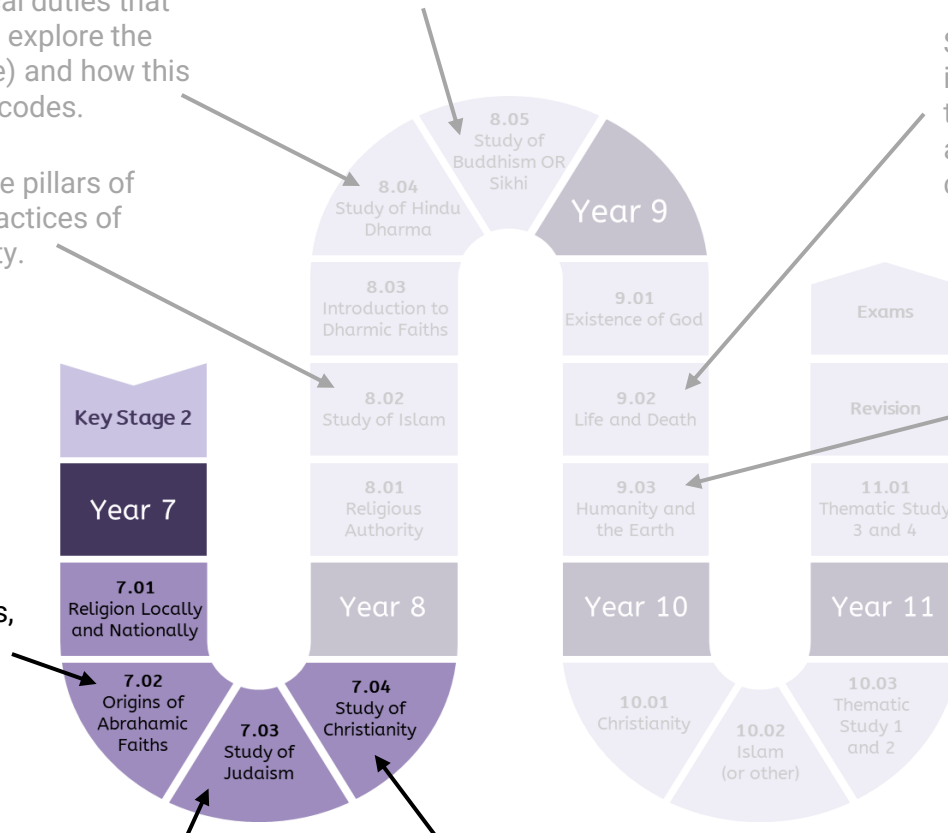 al duties that
explore the
e) and how this
codes.
e pillars of
actices of
ty.
Key Stage 2
Year 7
7.01
Religion Locally
and Nationally
s,
7.02
Origins of
Abrahamic
Faiths
7.03
Study of
Judaism
7.04
Study of
Christianity
Year 8
8.01
Religious
Authority
8.02
Study of Islam
8.03
Introduction to
Dharmic Faiths
8.04
Study of Hindu
Dharma
8.05
Study of
Buddhism OR
Sikhi
Year 9
9.01
Existence of God
9.02
Life and Death
9.03
Humanity and
the Earth
Year 10
10.01
Christianity
10.02
Islam
(or other)
10.03
Thematic
Study 1
and 2
Year 11
11.01
Thematic Study
3 and 4
Revision
Exams